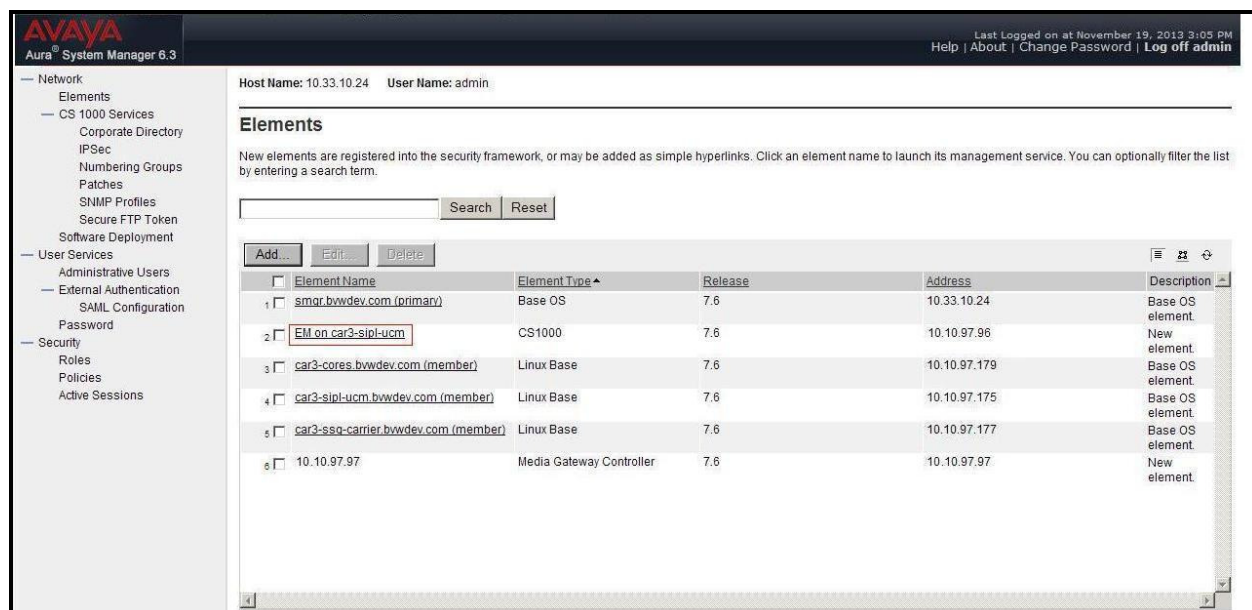 AVAYA
Aura® System Manager 6.3
Last Logged on at November 19, 2013 3:05 PM
Help | About | Change Password | Log off admin
— Network
Elements
— CS 1000 Services
Corporate Directory
IPSec
Numbering Groups
Patches
SNMP Profiles
Secure FTP Token
Software Deployment
— User Services
Administrative Users
— External Authentication
SAML Configuration
Password
— Security
Roles
Policies
Active Sessions
Host Name: 10.33.10.24 User Name: admin
Elements
New elements are registered into the security framework, or may be added as simple hyperlinks. Click an element name to launch its management service. You can optionally filter the list
by entering a search term.
Search Reset
Add... Edit... Delete
Element Name Element Type Release Address Description
1 smgr.bvwdev.com (primary) Base OS 7.6 10.33.10.24 Base OS
element.
2 EM on car3-sipl-ucm CS1000 7.6 10.10.97.96 New
element.
3 car3-cores.bvwdev.com (member) Linux Base 7.6 10.10.97.179 Base OS
element.
4 car3-sipl-ucm.bvwdev.com (member) Linux Base 7.6 10.10.97.175 Base OS
element.
5 car3-ssg-carrier.bvwdev.com (member) Linux Base 7.6 10.10.97.177 Base OS
element.
6 10.10.97.97 Media Gateway Controller 7.6 10.10.97.97 New
element.